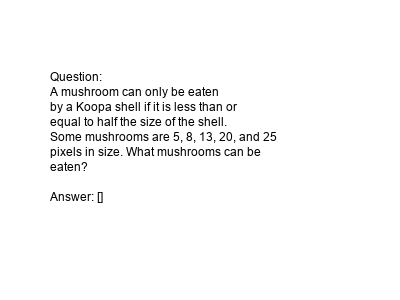 Question:
A mushroom can only be eaten
by a Koopa shell if it is less than or
equal to half the size of the shell.
Some mushrooms are 5, 8, 13, 20, and 25
pixels in size. What mushrooms can be
eaten?
Answer: []